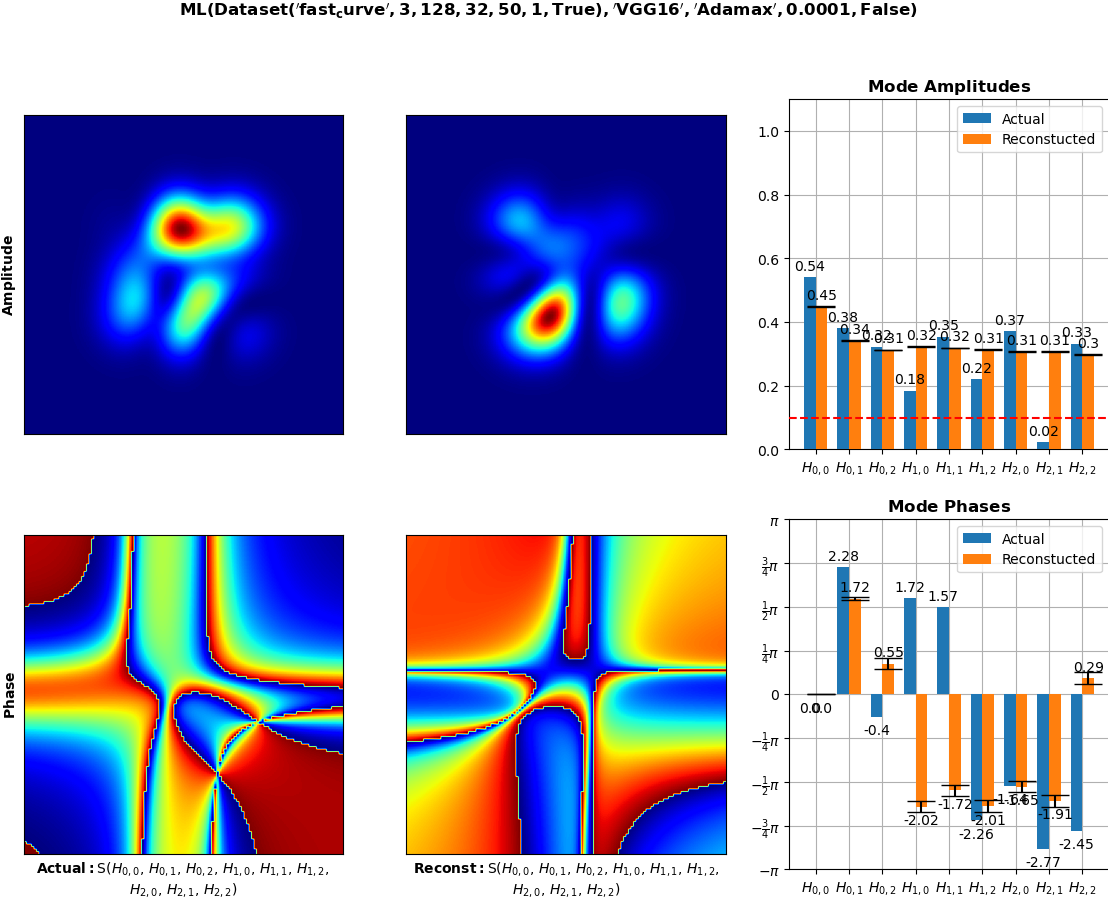 ML(Dataset('fast_curve', 3, 128, 32, 50, 1, True), 'VGG16', 'Adamax', 0.0001, False)
Amplitude
Mode Amplitudes
Actual
Reconstucted
1.0
0.8
0.6
0.4
0.2
0.0
0.54
0.45
0.38
0.34
0.32
0.31
0.18
0.32
0.35
0.32
0.22
0.31
0.37
0.31
0.02
0.31
0.33
0.3
H0,0 H0,1 H0,2 H1,0 H1,1 H1,2 H2,0 H2,1 H2,2
Phase
Actual: S(H0,0, H0,1, H0,2, H1,0, H1,1, H1,2,
H2,0, H2,1, H2,2)
Reconst: S(H0,0, H0,1, H0,2, H1,0, H1,1, H1,2,
H2,0, H2,1, H2,2)
Mode Phases
Actual
Reconstucted
π
3/4π
1/2π
1/4π
0
−1/4π
−1/2π
−3/4π
−π
0.0
0.0
2.28
1.72
-0.4
0.55
1.72
-2.02
1.57
-1.72
-2.26
-2.01
-1.64
-1.65
-2.77
-1.91
-2.45
0.29
H0,0 H0,1 H0,2 H1,0 H1,1 H1,2 H2,0 H2,1 H2,2